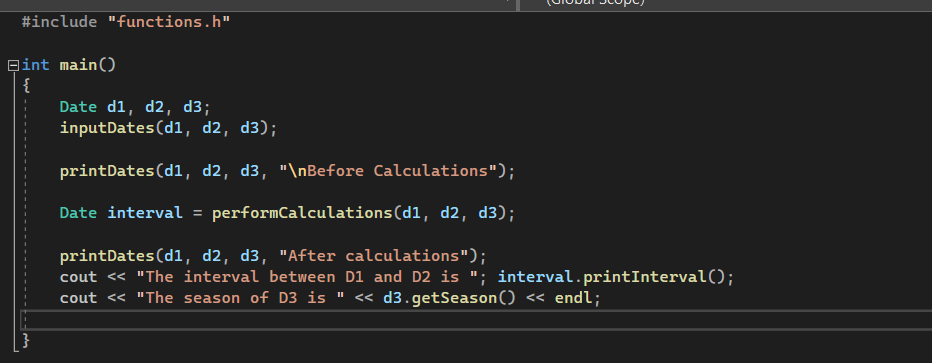 (Global Scope)
#include "functions.h"
int main()
{
Date d1, d2, d3;
inputDates(d1, d2, d3);
printDates(d1, d2, d3, "\nBefore Calculations");
Date interval = performCalculations(d1, d2, d3);
printDates(d1, d2, d3, "After calculations");
cout << "The interval between D1 and D2 is "; interval.printInterval();
cout << "The season of D3 is " << d3.getSeason() << endl;
}